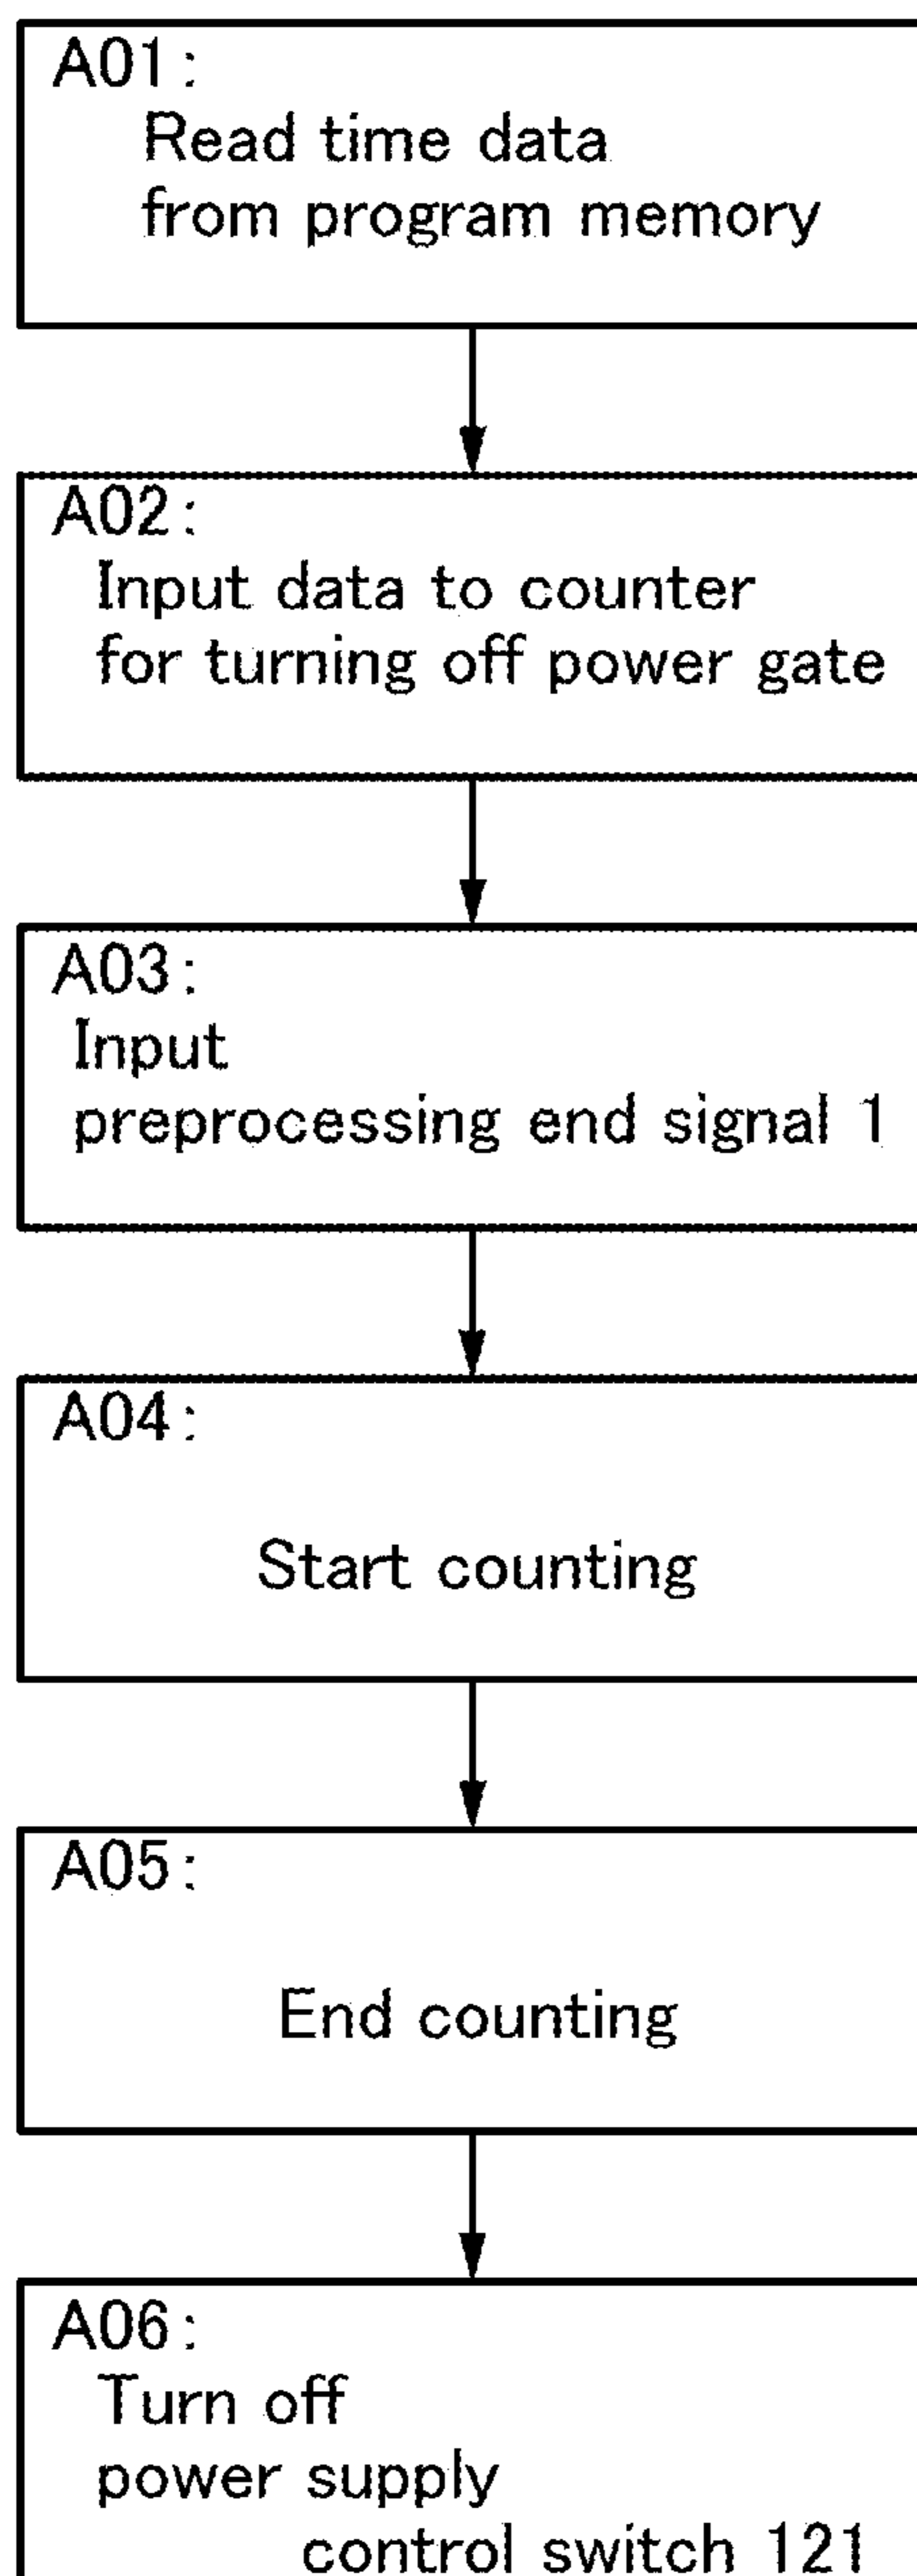 A01:
Read time data
from program memory
A02:
Input data to counter
for turning off power gate
A03:
Input
preprocessing end signal 1
A04:
Start counting
A05:
End counting
A06:
Turn off
power supply
control switch 121